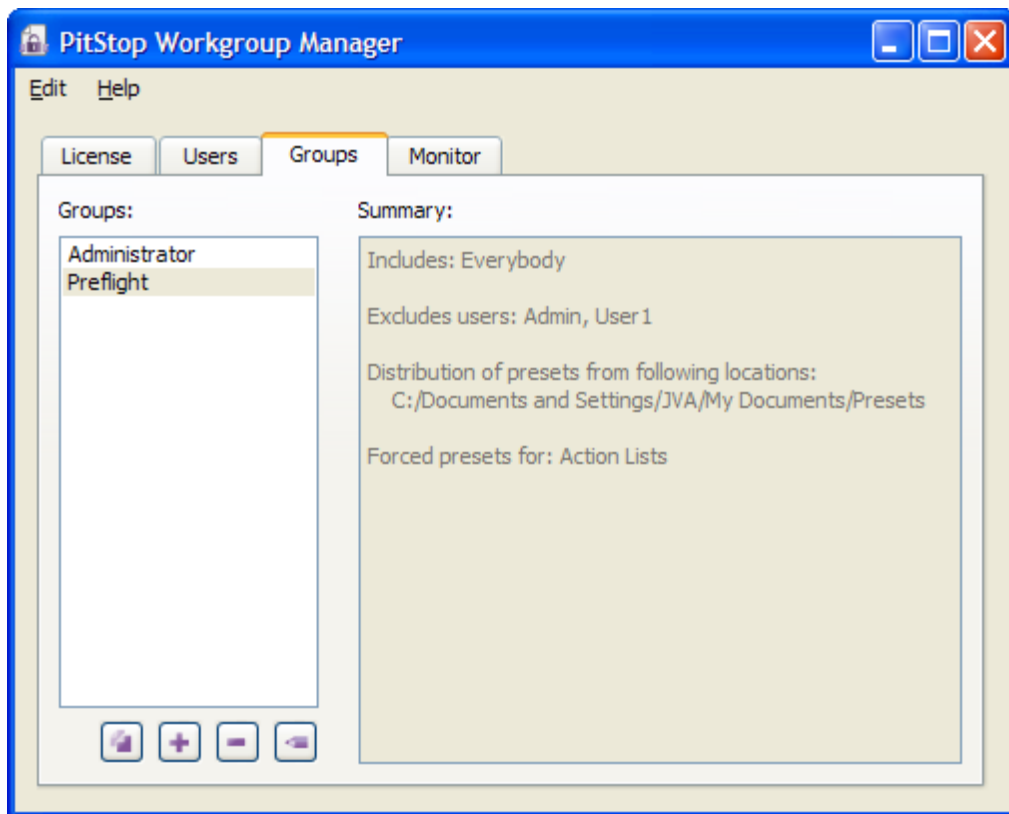 PitStop Workgroup Manager
Edit Help
License Users Groups Monitor
Groups:
Administrator
Preflight
Summary:
Includes: Everybody
Excludes users: Admin, User1
Distribution of presets from following locations:
C:/Documents and Settings/JVA/My Documents/Presets
Forced presets for: Action Lists